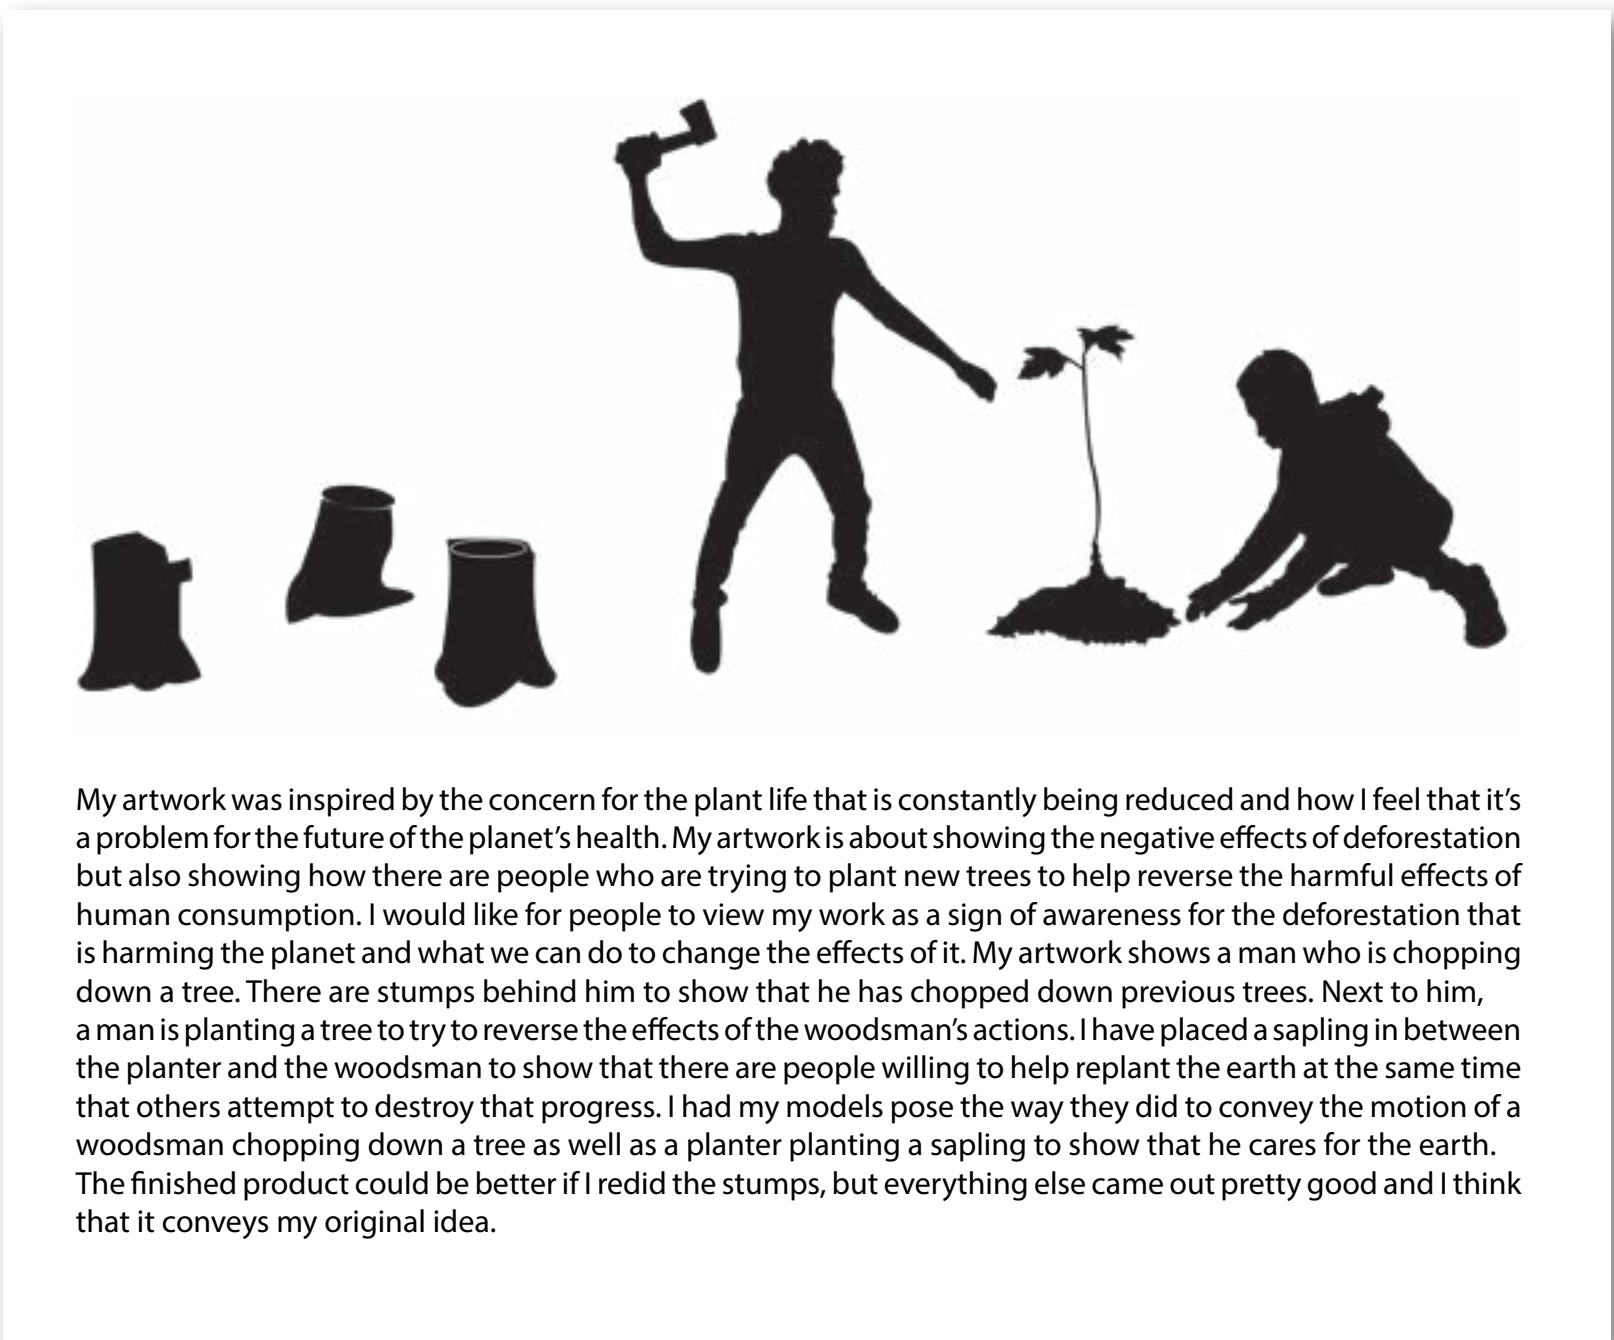 My artwork was inspired by the concern for the plant life that is constantly being reduced and how I feel that it’s
a problem for the future of the planet’s health. My artwork is about showing the negative effects of deforestation
but also showing how there are people who are trying to plant new trees to help reverse the harmful effects of
human consumption. I would like for people to view my work as a sign of awareness for the deforestation that
is harming the planet and what we can do to change the effects of it. My artwork shows a man who is chopping
down a tree. There are stumps behind him to show that he has chopped down previous trees. Next to him,
a man is planting a tree to try to reverse the effects of the woodsman’s actions. I have placed a sapling in between
the planter and the woodsman to show that there are people willing to help replant the earth at the same time
that others attempt to destroy that progress. I had my models pose the way they did to convey the motion of a
woodsman chopping down a tree as well as a planter planting a sapling to show that he cares for the earth.
The finished product could be better if I redid the stumps, but everything else came out pretty good and I think
that it conveys my original idea.